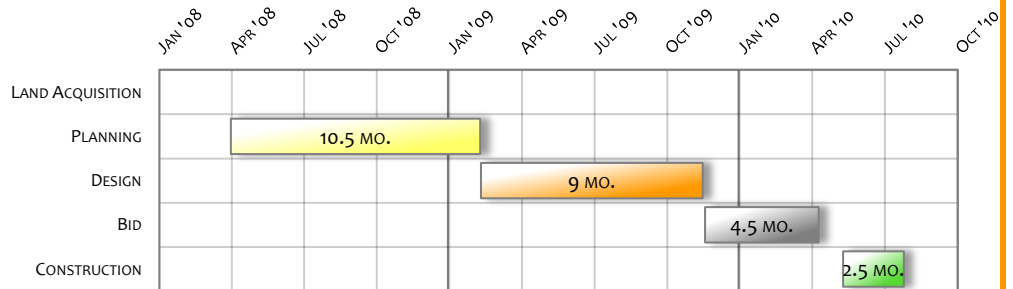 Jan '08 Apr '08 Jul '08 Oct '08 Jan '09 Apr '09 Jul '09 Oct '09 Jan '10 Apr '10 Jul '10 Oct '10
Land Acquisition
Planning 10.5 mo.
Design 9 mo.
Bid 4.5 mo.
Construction 2.5 mo.